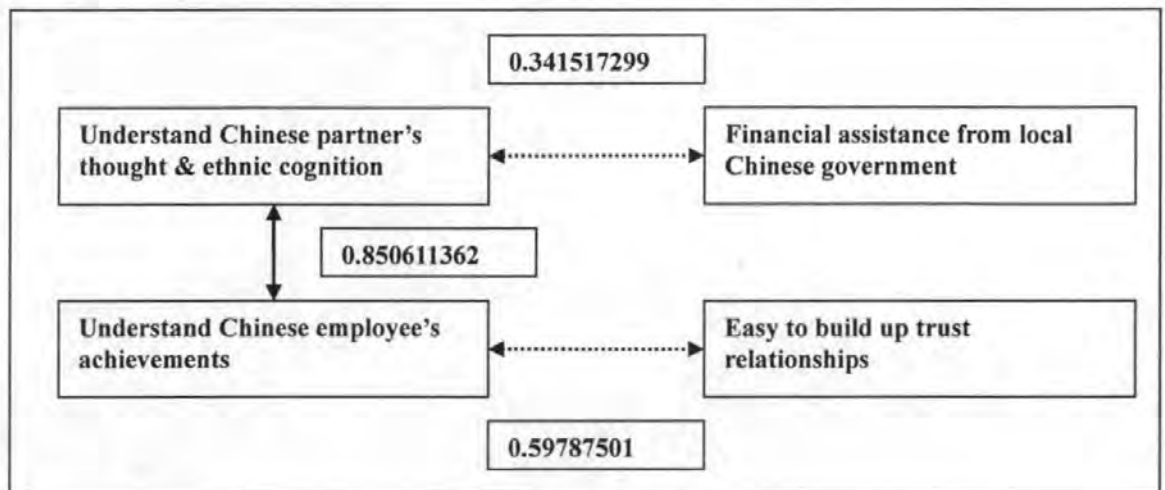 0.341517299
Understand Chinese partner's
thought & ethnic cognition
Financial assistance from local
Chinese government
0.850611362
Understand Chinese employee's
achievements
Easy to build up trust
relationships
0.59787501